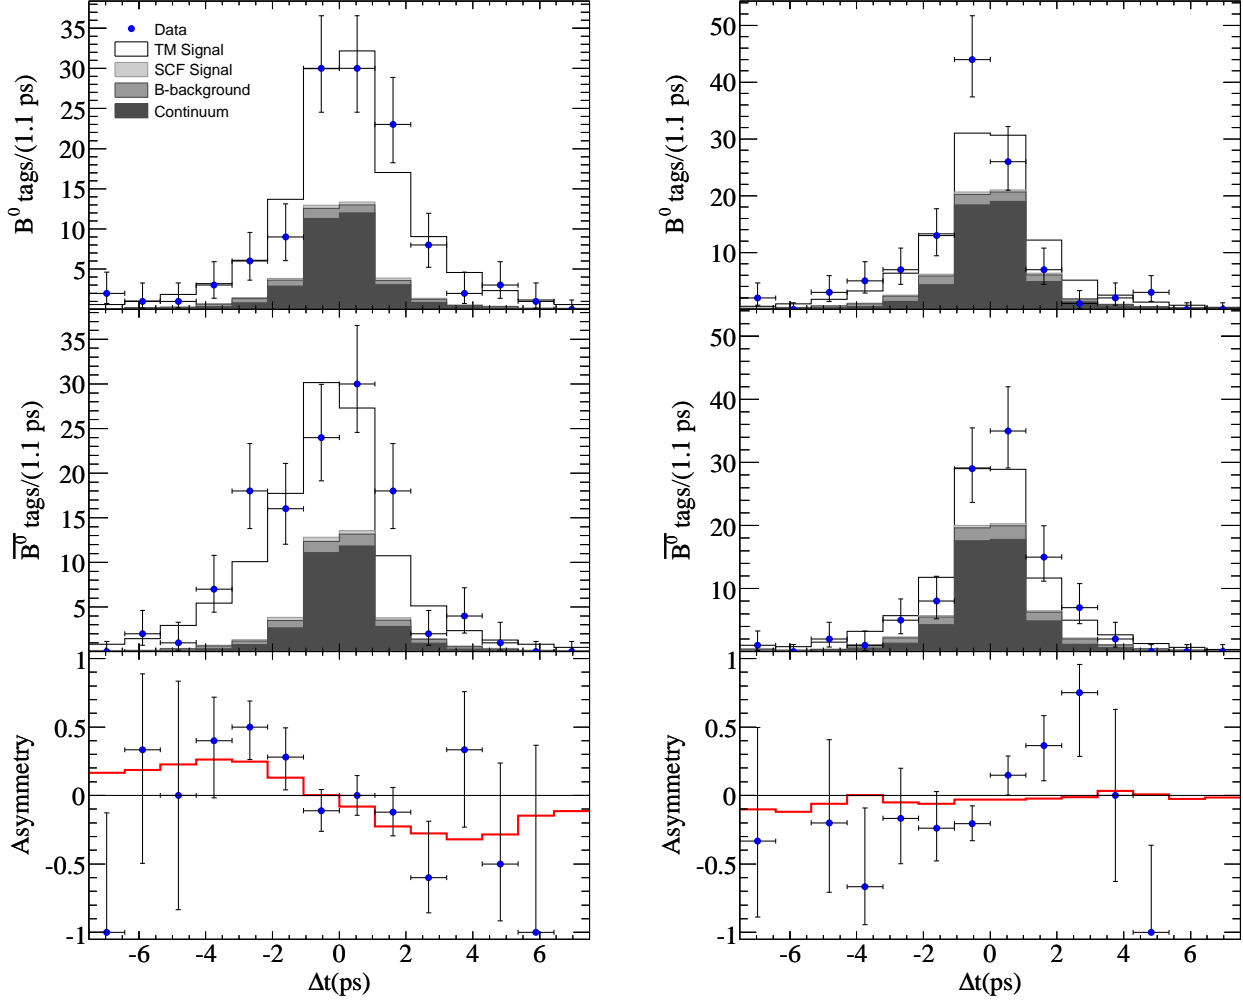 35
30
25
20
15
10
5
B⁰ tags/(1.1 ps)
Data
TM Signal
SCF Signal
B-background
Continuum
50
40
30
20
10
B⁰ tags/(1.1 ps)
35
30
25
20
15
10
5
B̅⁰ tags/(1.1 ps)
50
40
30
20
10
B̅⁰ tags/(1.1 ps)
1
0.5
0
-0.5
-1
Asymmetry
-6 -4 -2 0 2 4 6
Δt(ps)
1
0.5
0
-0.5
-1
Asymmetry
-6 -4 -2 0 2 4 6
Δt(ps)